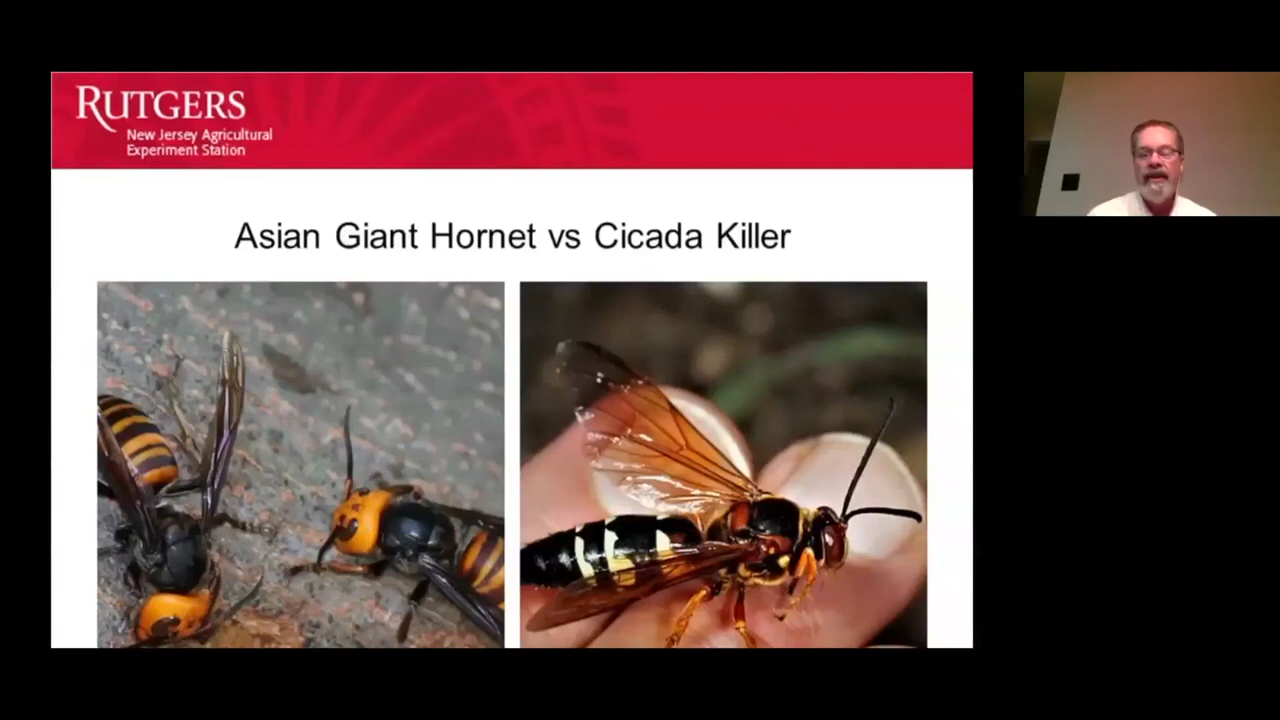 RUTGERS
New Jersey Agricultural
Experiment Station
Asian Giant Hornet vs Cicada Killer